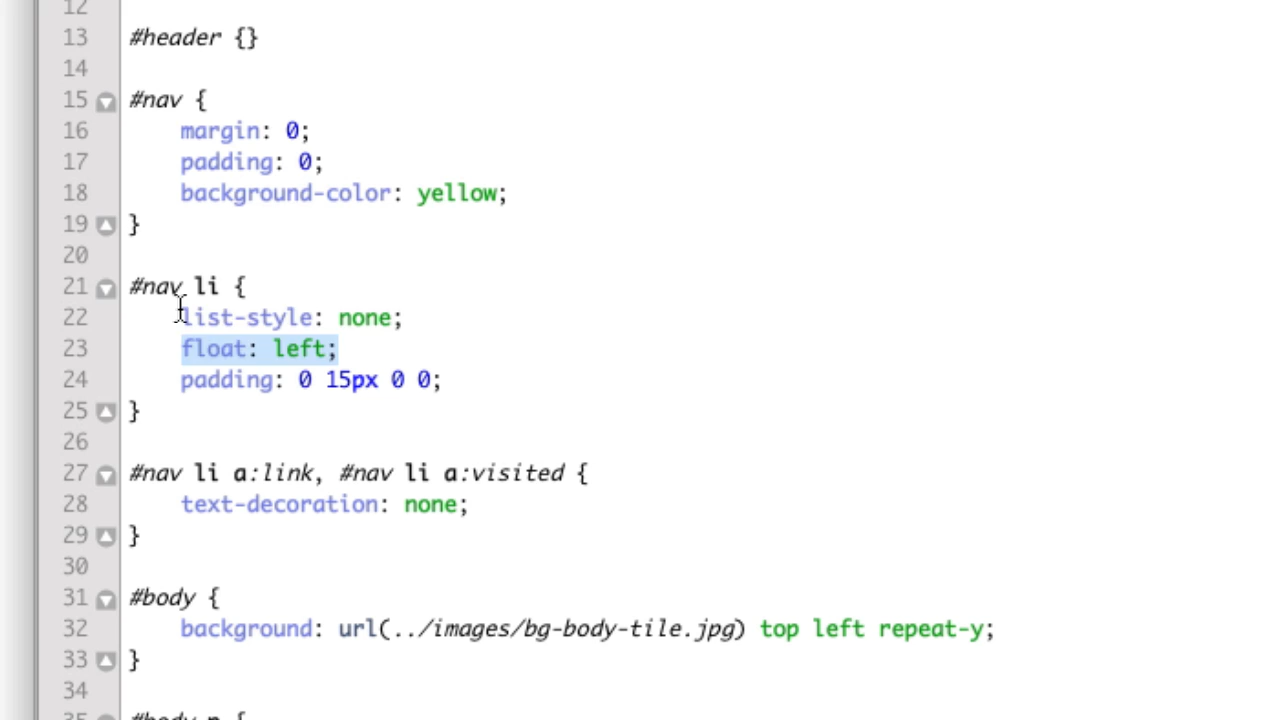 12
13 #header {}
14
15 #nav {
16 margin: 0;
17 padding: 0;
18 background-color: yellow;
19 }
20
21 #nav li {
22 list-style: none;
23 float: left;
24 padding: 0 15px 0 0;
25 }
26
27 #nav li a:link, #nav li a:visited {
28 text-decoration: none;
29 }
30
31 #body {
32 background: url(../images/bg-body-tile.jpg) top left repeat-y;
33 }
34
35 #body p {